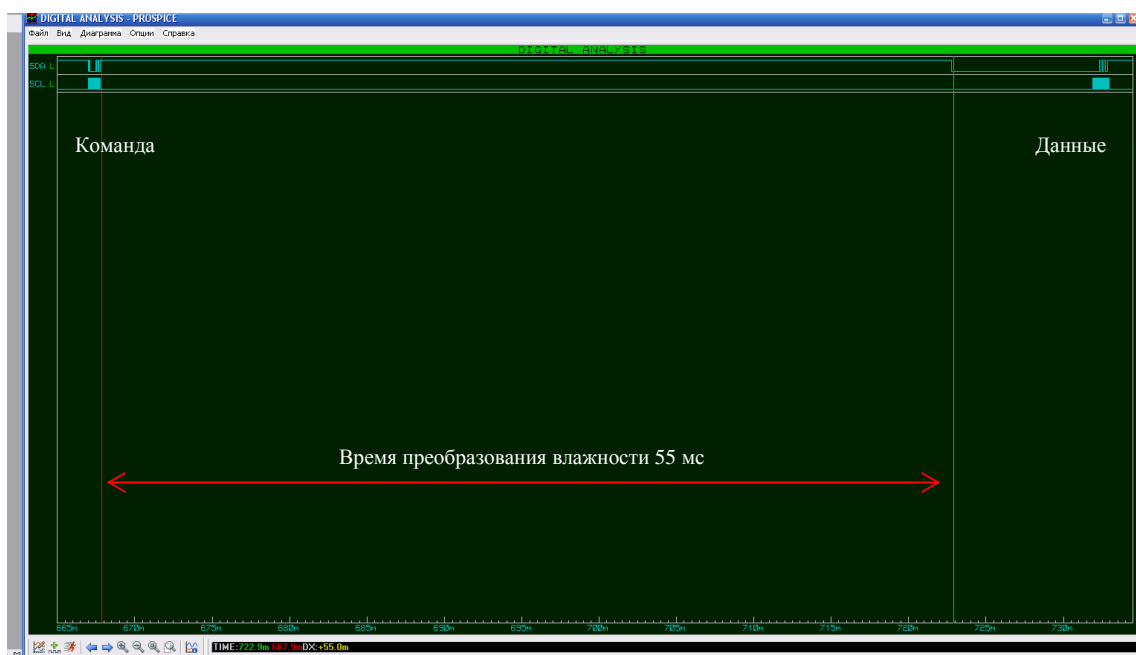 DIGITAL ANALYSIS - PROSPICE
Файл Вид Диаграмма Опции Справка
DIGITAL ANALYSIS
SDA L
SCL L
Команда
Данные
Время преобразования влажности 55 мс
665m 670m 675m 680m 685m 690m 695m 700m 705m 710m 715m 720m 725m 730m
TIME:722.9m 667.9m DX:+55.0m